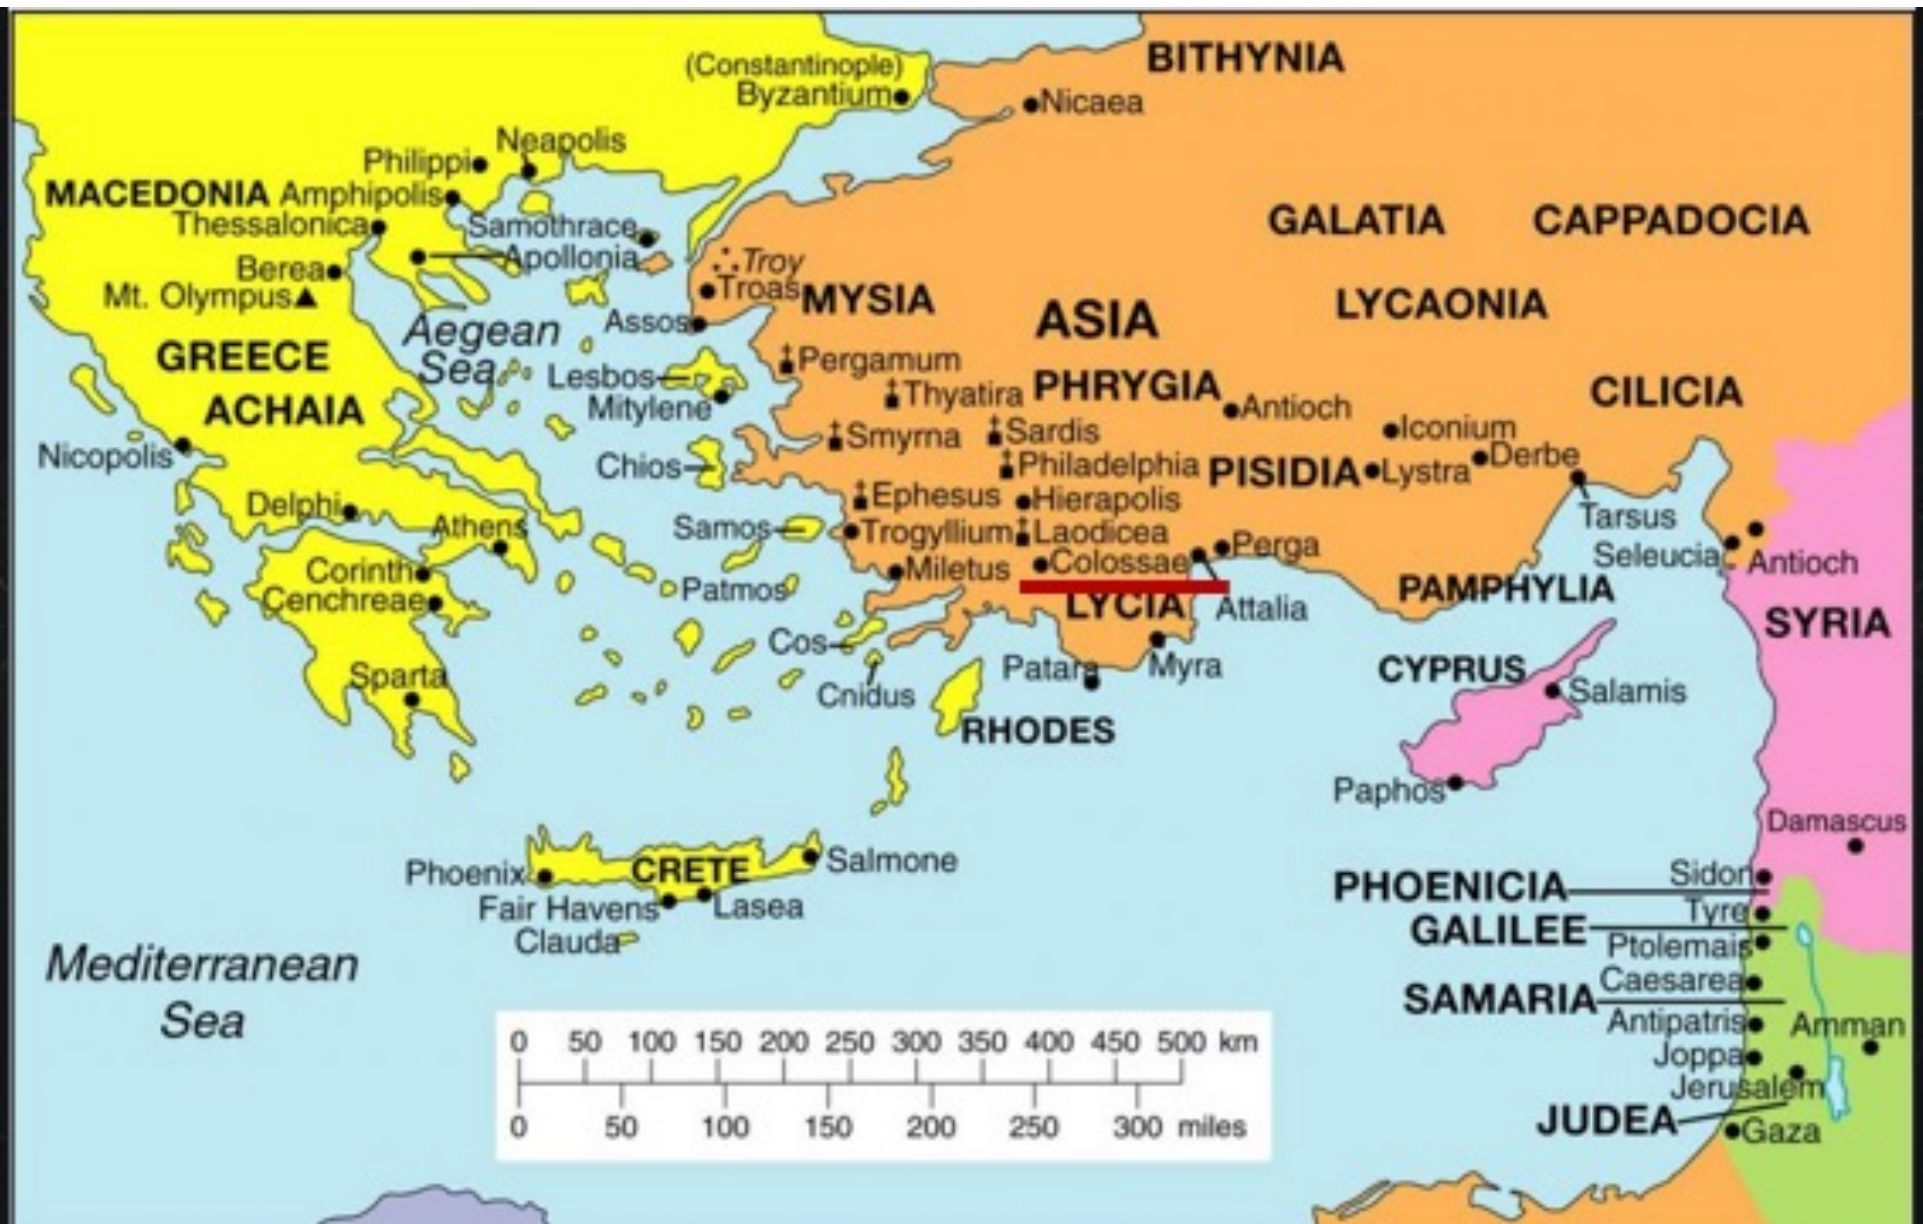 BITHYNIA
(Constantinople)
Byzantium
Nicaea
Neapolis
Philippi
MACEDONIA
Amphipolis
Thessalonica
Samothrace
Apollonia
Berea
Mt. Olympus
GALATIA
CAPPADOCIA
Troy
Troas
MYSIA
ASIA
LYCAONIA
Assos
Aegean
Sea
GREECE
ACHAIA
Lesbos
Mitylene
Pergamum
Thyatira
PHRYGIA
Antioch
CILICIA
Nicopolis
Chios
Smyrna
Sardis
Philadelphia
PISIDIA
Iconium
Lystra
Derbe
Delphi
Athens
Samos
Ephesus
Hierapolis
Trogyllium
Laodicea
Tarsus
Seleucia
Antioch
Corinth
Cenchreae
Patmos
Miletus
Colossae
Perga
LYCIA
Attalia
PAMPHYLIA
SYRIA
Sparta
Cos
Cnidus
Patara
Myra
RHODES
CYPRUS
Salamis
Paphos
Damascus
Phoenix
CRETE
Salmone
Fair Havens
Lasea
Clauda
PHOENICIA
Sidon
Tyre
GALILEE
Ptolemais
Caesarea
SAMARIA
Antipatris
Amman
Joppa
Jerusalem
JUDEA
Gaza
Mediterranean
Sea
0 50 100 150 200 250 300 350 400 450 500 km
0 50 100 150 200 250 300 miles